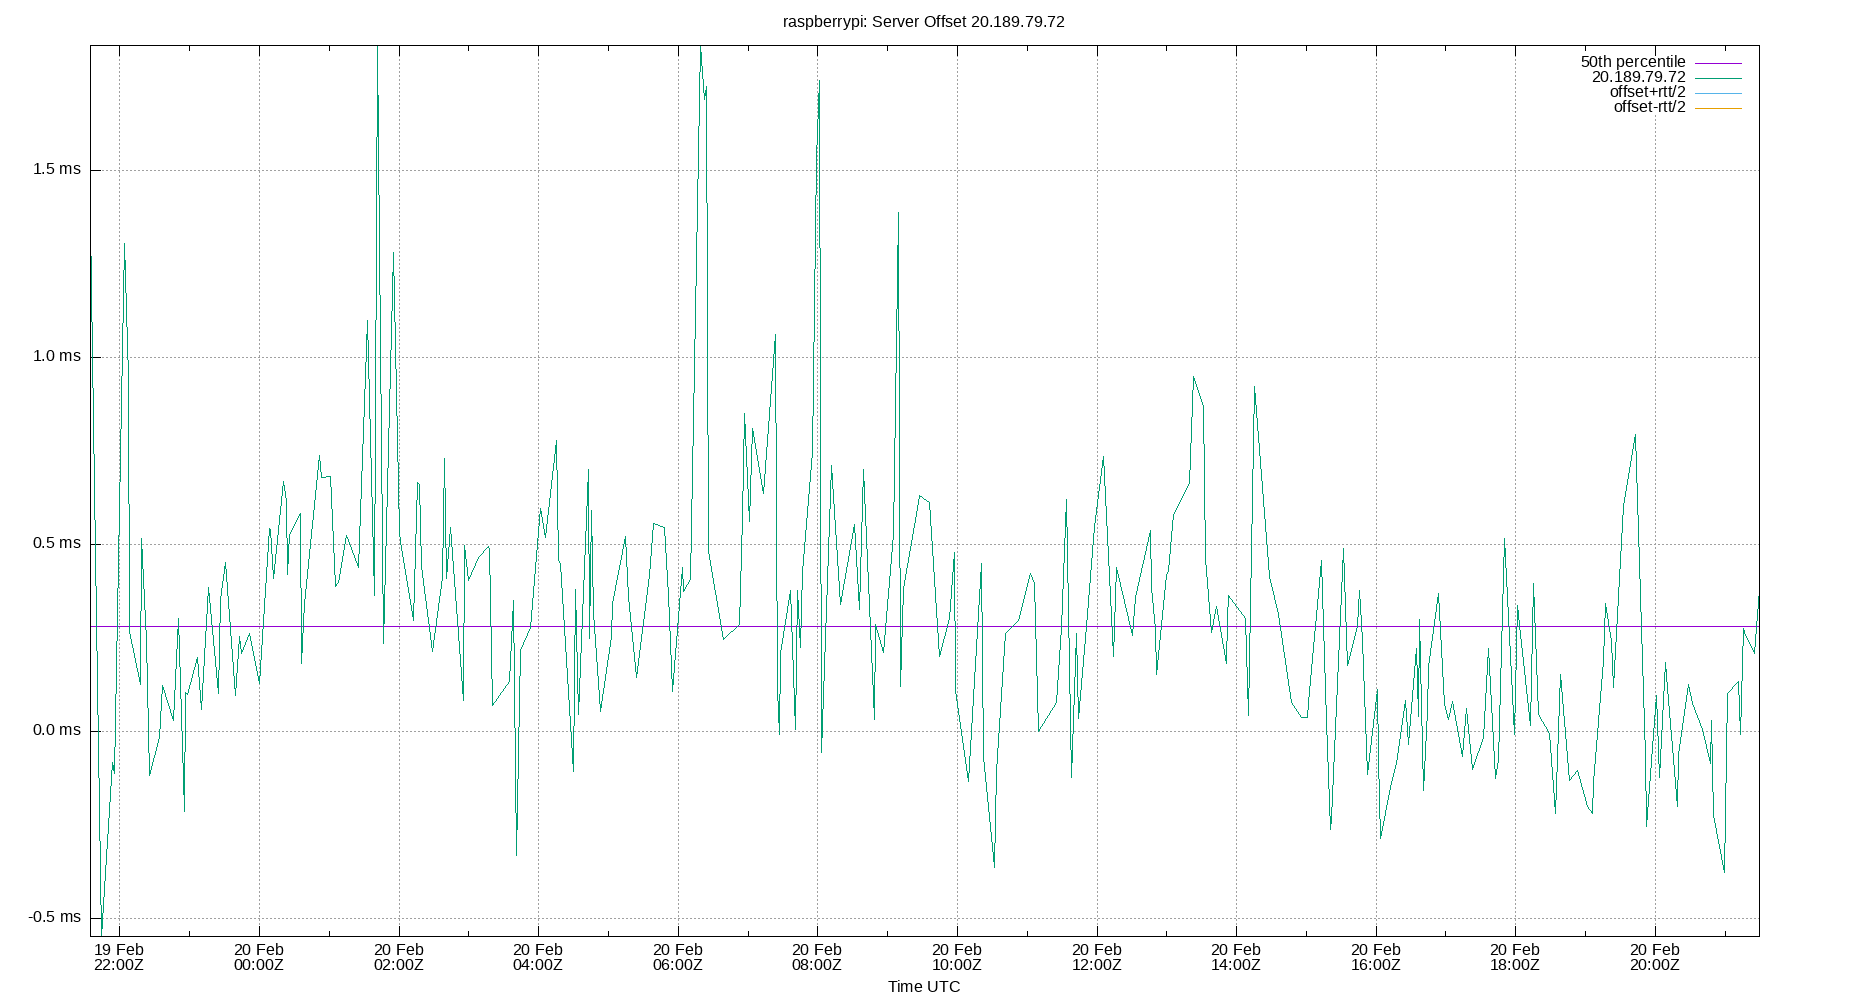 raspberrypi: Server Offset 20.189.79.72
50th percentile
20.189.79.72
offset+rtt/2
offset-rtt/2
1.5 ms
1.0 ms
0.5 ms
0.0 ms
-0.5 ms
19 Feb 20 Feb 20 Feb 20 Feb 20 Feb 20 Feb 20 Feb 20 Feb 20 Feb 20 Feb 20 Feb 20 Feb
22:00Z 00:00Z 02:00Z 04:00Z 06:00Z 08:00Z 10:00Z 12:00Z 14:00Z 16:00Z 18:00Z 20:00Z
Time UTC